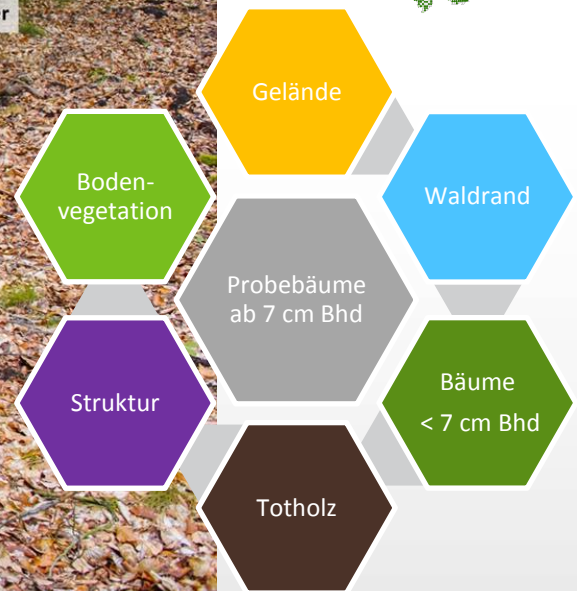 Gelände
Boden-
vegetation
Waldrand
Probebäume
ab 7 cm Bhd
Struktur
Bäume
< 7 cm Bhd
Totholz